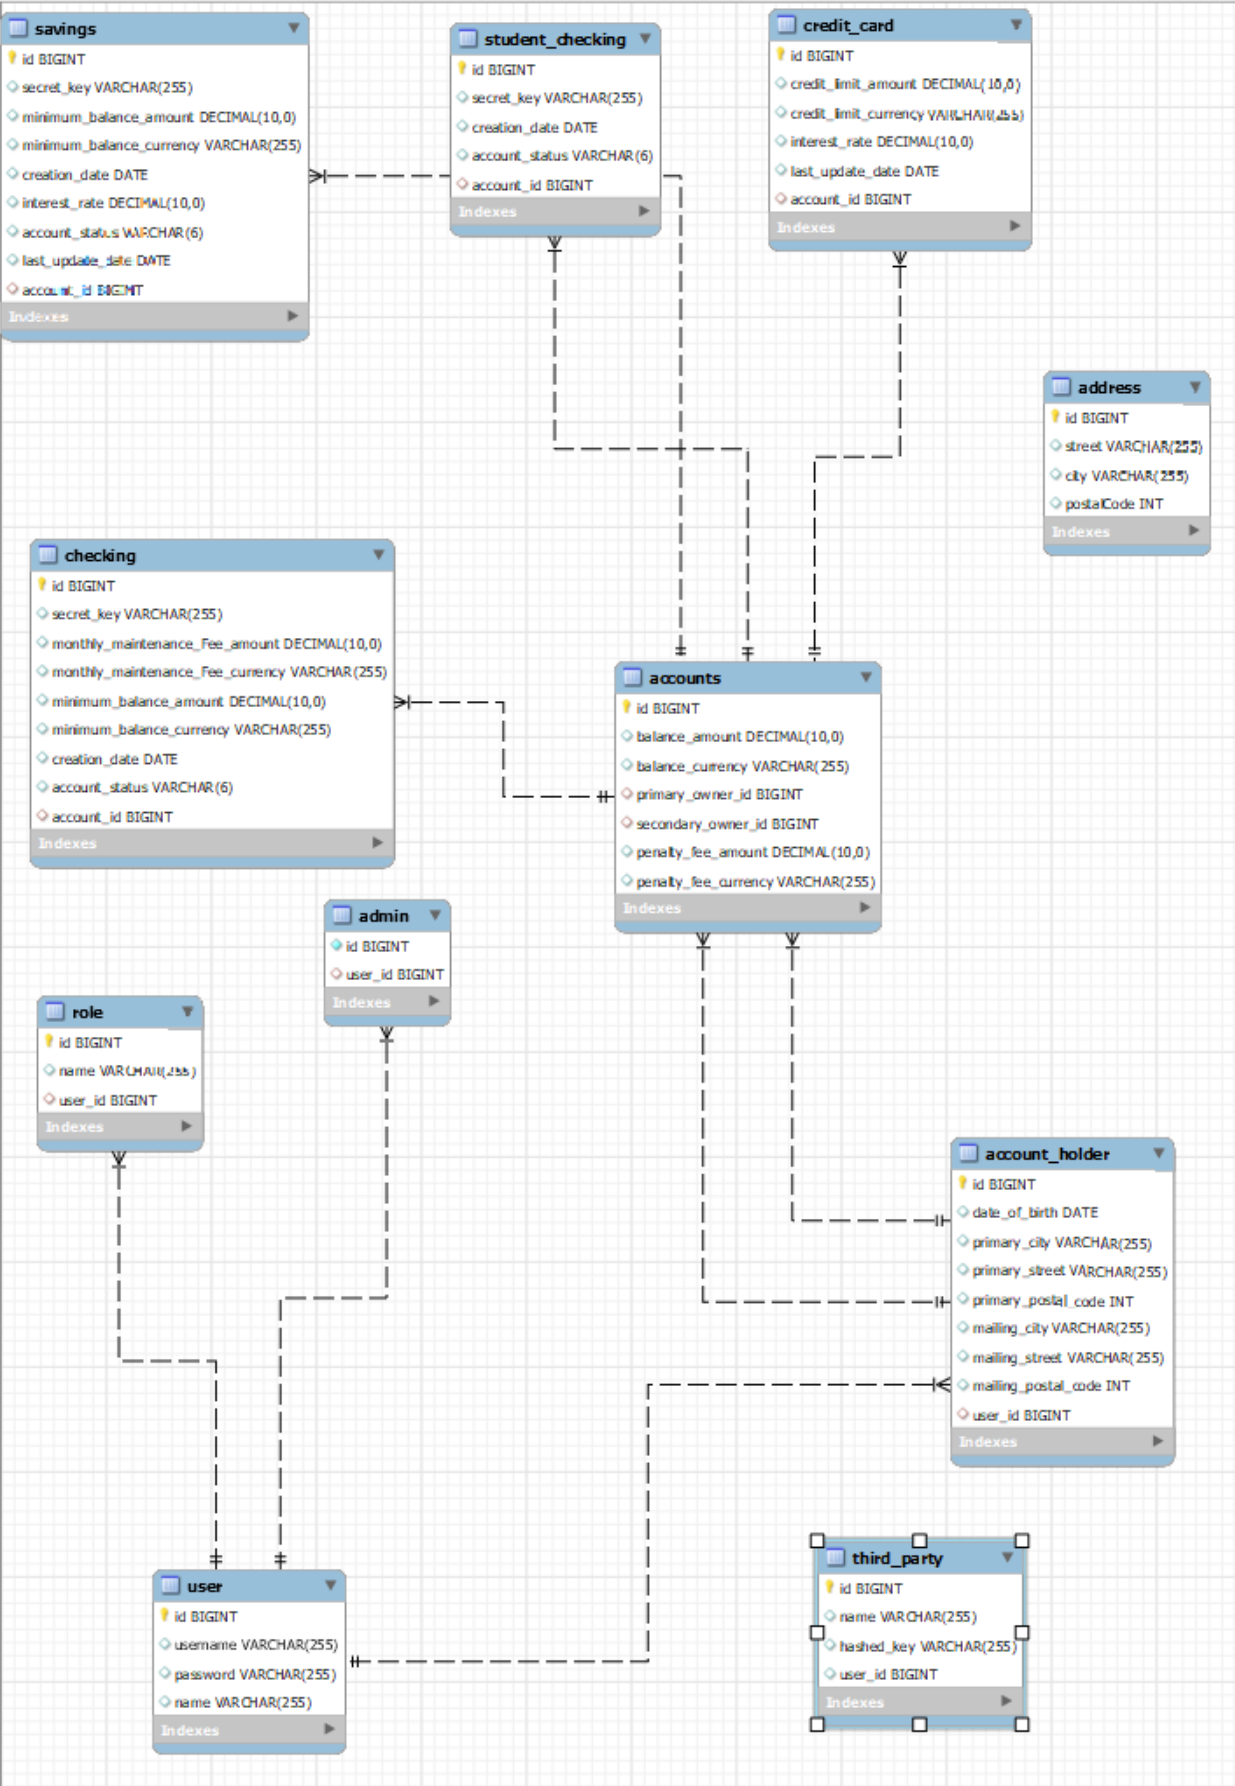 savings
id BIGINT
secret_key VARCHAR(255)
minimum_balance_amount DECIMAL(10,0)
minimum_balance_currency VARCHAR(255)
creation_date DATE
interest_rate DECIMAL(10,0)
account_status VARCHAR(6)
last_update_date DATE
account_id BIGINT
Indexes
student_checking
id BIGINT
secret_key VARCHAR(255)
creation_date DATE
account_status VARCHAR(6)
account_id BIGINT
Indexes
credit_card
id BIGINT
credit_limit_amount DECIMAL(10,0)
credit_limit_currency VARCHAR(255)
interest_rate DECIMAL(10,0)
last_update_date DATE
account_id BIGINT
Indexes
address
id BIGINT
street VARCHAR(255)
city VARCHAR(255)
postalCode INT
Indexes
checking
id BIGINT
secret_key VARCHAR(255)
monthly_maintenance_Fee_amount DECIMAL(10,0)
monthly_maintenance_Fee_currency VARCHAR(255)
minimum_balance_amount DECIMAL(10,0)
minimum_balance_currency VARCHAR(255)
creation_date DATE
account_status VARCHAR(6)
account_id BIGINT
Indexes
accounts
id BIGINT
balance_amount DECIMAL(10,0)
balance_currency VARCHAR(255)
primary_owner_id BIGINT
secondary_owner_id BIGINT
penalty_fee_amount DECIMAL(10,0)
penalty_fee_currency VARCHAR(255)
Indexes
admin
id BIGINT
user_id BIGINT
Indexes
role
id BIGINT
name VARCHAR(255)
user_id BIGINT
Indexes
account_holder
id BIGINT
date_of_birth DATE
primary_city VARCHAR(255)
primary_street VARCHAR(255)
primary_postal_code INT
mailing_city VARCHAR(255)
mailing_street VARCHAR(255)
mailing_postal_code INT
user_id BIGINT
Indexes
third_party
id BIGINT
name VARCHAR(255)
hashed_key VARCHAR(255)
user_id BIGINT
Indexes
user
id BIGINT
username VARCHAR(255)
password VARCHAR(255)
name VARCHAR(255)
Indexes